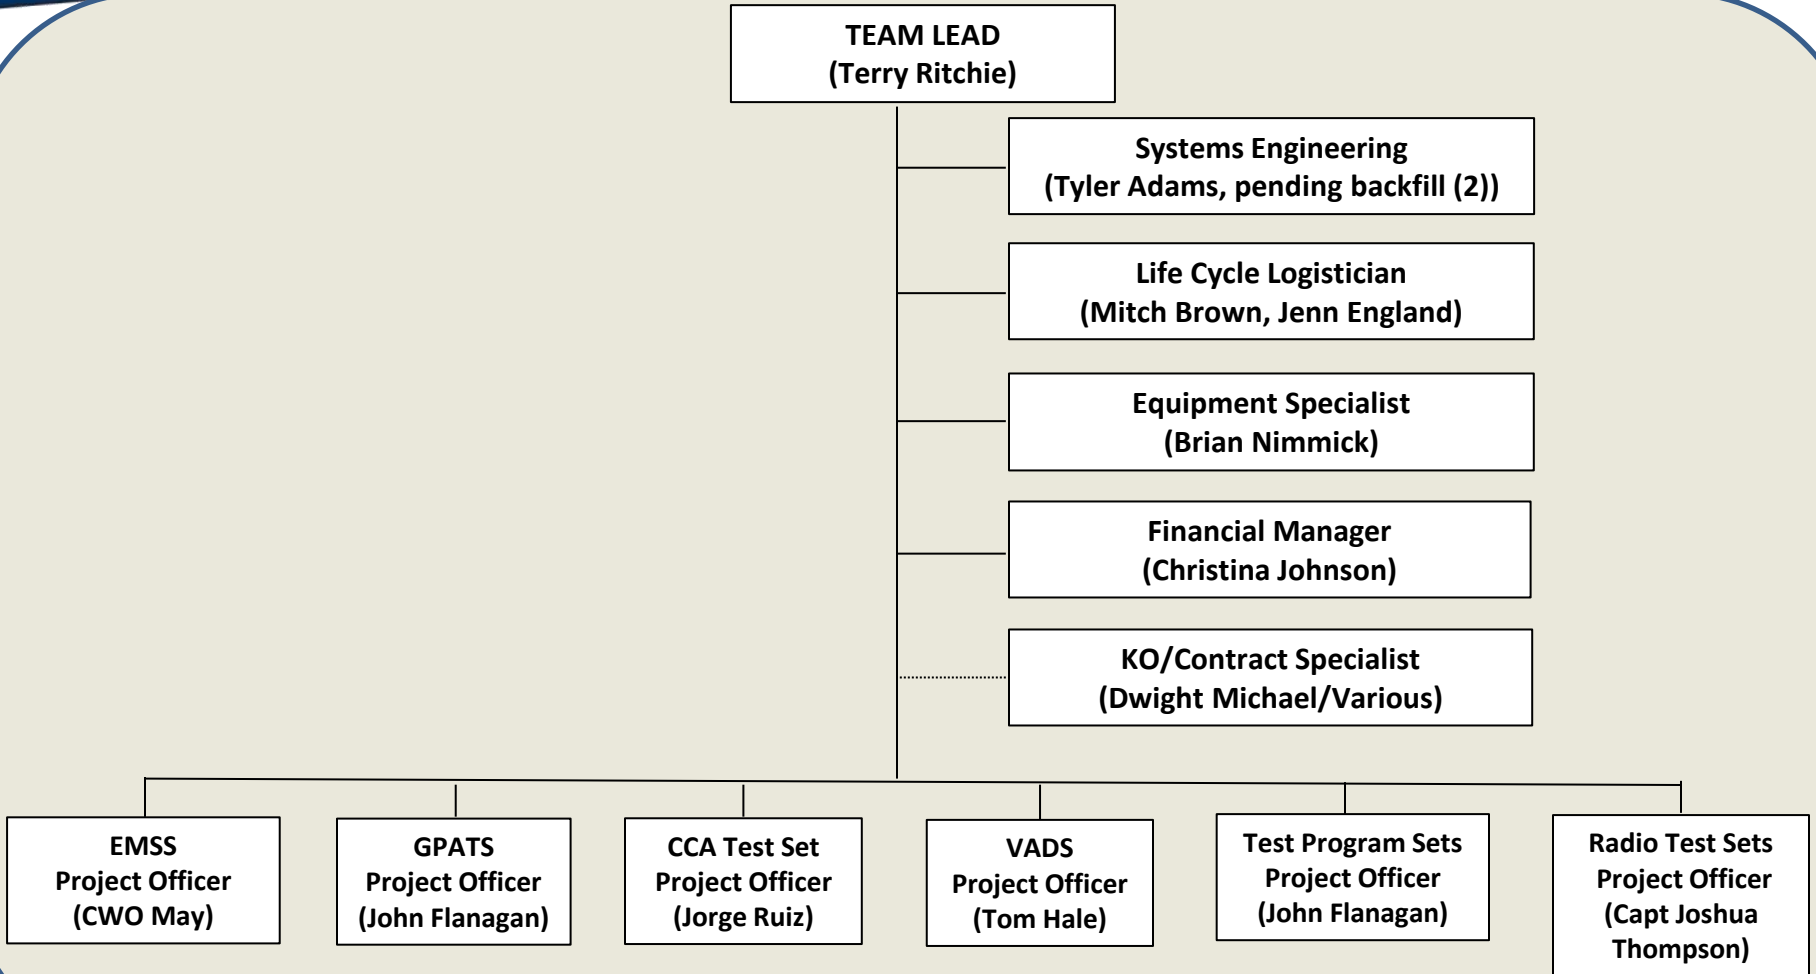 TEAM LEAD
(Terry Ritchie)
Systems Engineering
(Tyler Adams, pending backfill (2))
Life Cycle Logistician
(Mitch Brown, Jenn England)
Equipment Specialist
(Brian Nimmick)
Financial Manager
(Christina Johnson)
KO/Contract Specialist
(Dwight Michael/Various)
EMSS
Project Officer
(CWO May)
GPATS
Project Officer
(John Flanagan)
CCA Test Set
Project Officer
(Jorge Ruiz)
VADS
Project Officer
(Tom Hale)
Test Program Sets
Project Officer
(John Flanagan)
Radio Test Sets
Project Officer
(Capt Joshua
Thompson)